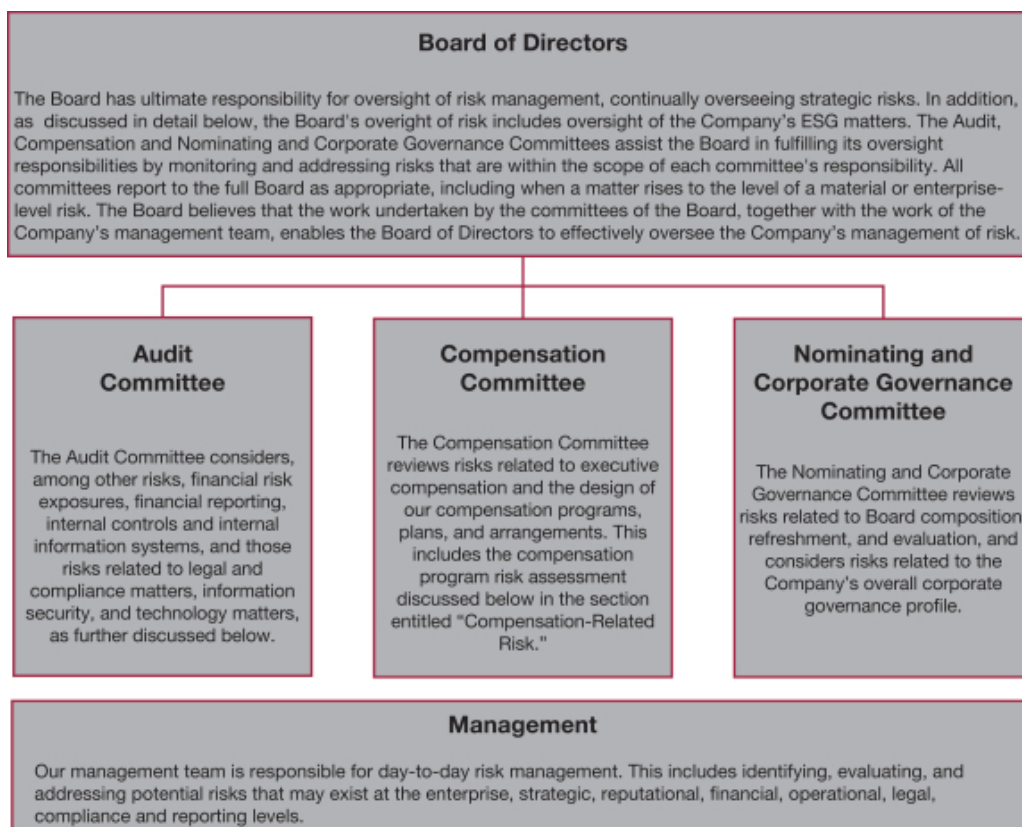 Board of Directors
The Board has ultimate responsibility for oversight of risk management, continually overseeing strategic risks. In addition,
as discussed in detail below, the Board's overight of risk includes oversight of the Company's ESG matters. The Audit,
Compensation and Nominating and Corporate Governance Committees assist the Board in fulfilling its oversight
responsibilities by monitoring and addressing risks that are within the scope of each committee's responsibility. All
committees report to the full Board as appropriate, including when a matter rises to the level of a material or enterprise-
level risk. The Board believes that the work undertaken by the committees of the Board, together with the work of the
Company's management team, enables the Board of Directors to effectively oversee the Company's management of risk.
Audit
Committee
The Audit Committee considers,
among other risks, financial risk
exposures, financial reporting,
internal controls and internal
information systems, and those
risks related to legal and
compliance matters, information
security, and technology matters,
as further discussed below.
Compensation
Committee
The Compensation Committee
reviews risks related to executive
compensation and the design of
our compensation programs,
plans, and arrangements. This
includes the compensation
program risk assessment
discussed below in the section
entitled "Compensation-Related
Risk."
Nominating and
Corporate Governance
Committee
The Nominating and Corporate
Governance Committee reviews
risks related to Board composition
refreshment, and evaluation, and
considers risks related to the
Company's overall corporate
governance profile.
Management
Our management team is responsible for day-to-day risk management. This includes identifying, evaluating, and
addressing potential risks that may exist at the enterprise, strategic, reputational, financial, operational, legal,
compliance and reporting levels.